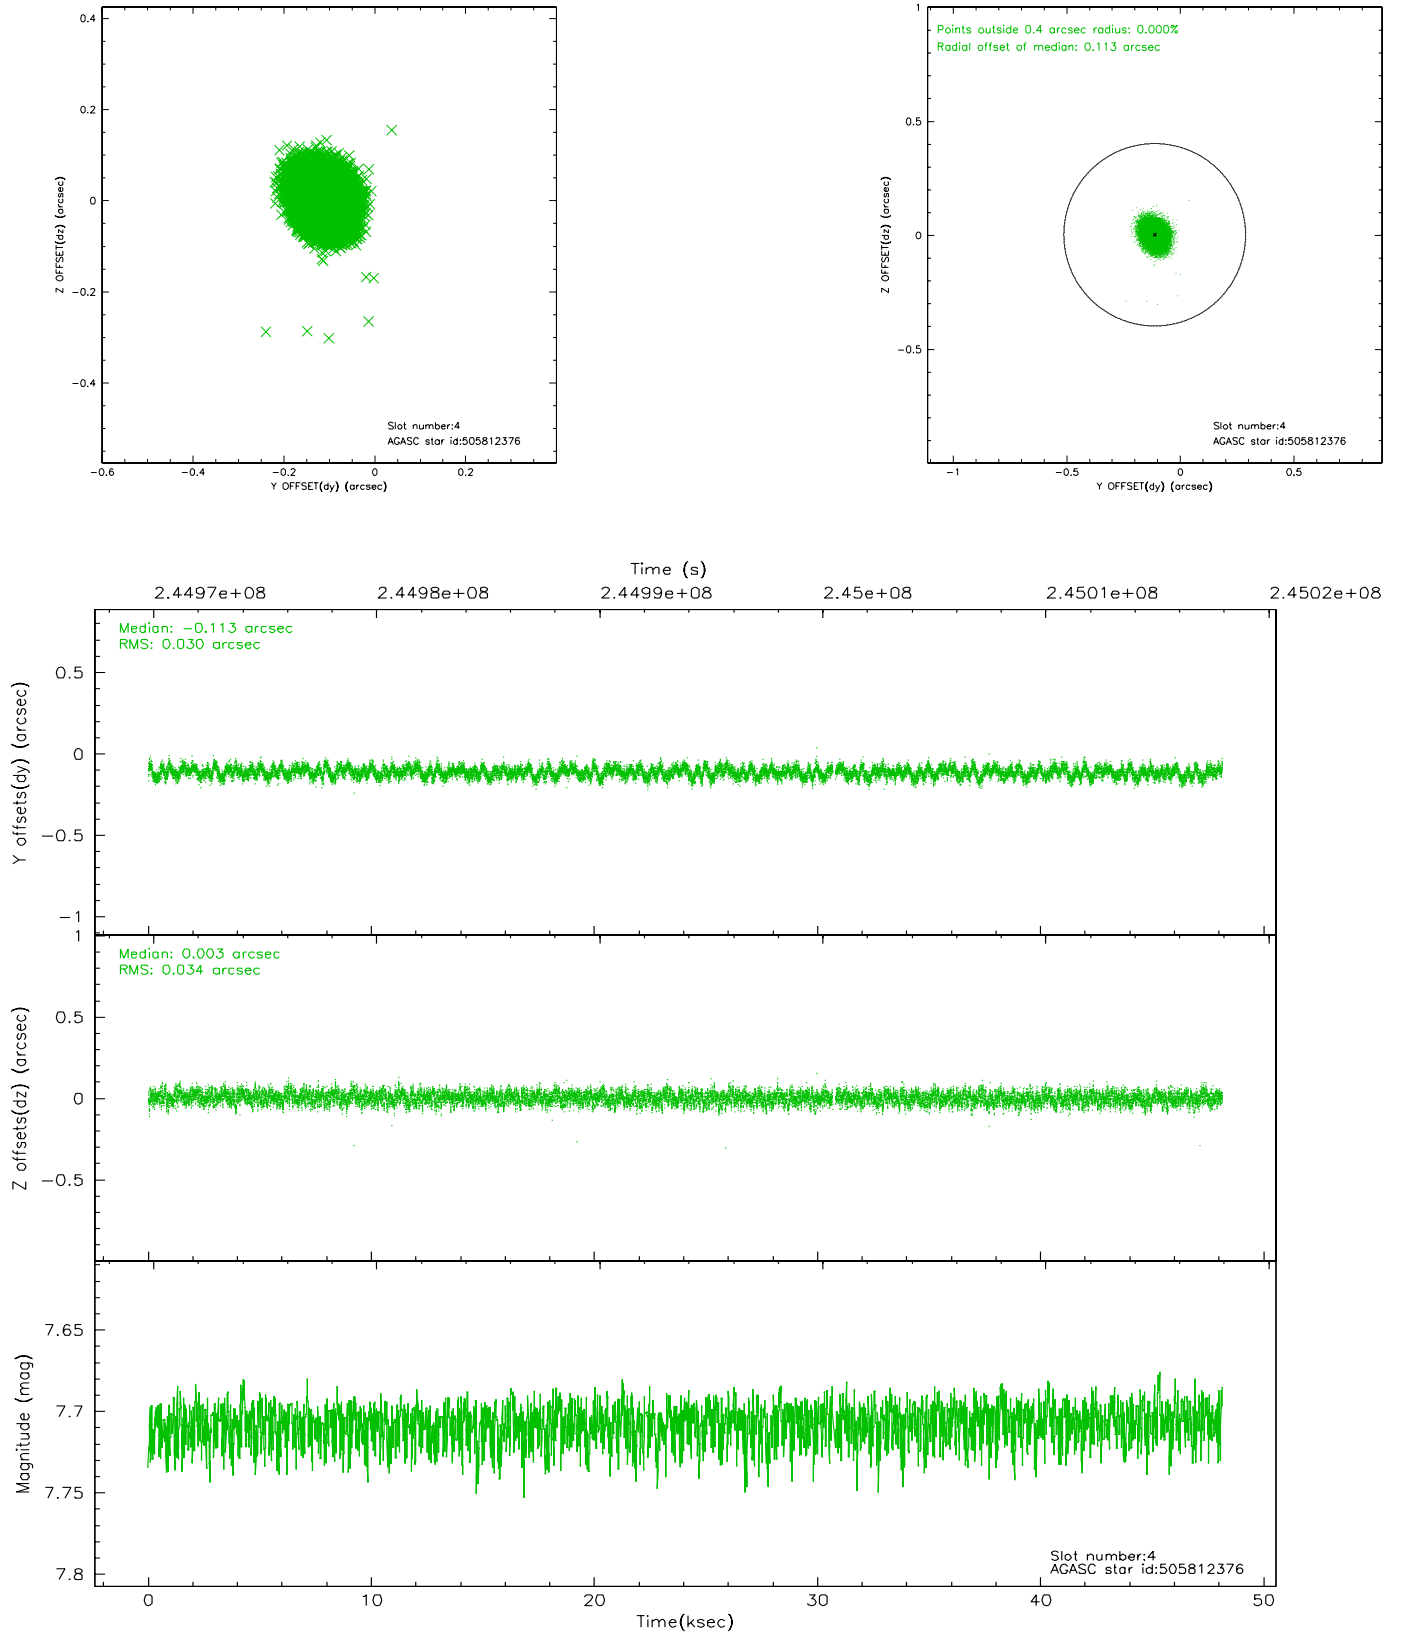 0.4
0.2
0
−0.2
−0.4
Z OFFSET(dz) (arcsec)
−0.6
−0.4
−0.2
0
0.2
Y OFFSET(dy) (arcsec)
Slot number:4
AGASC star id:505812376
Points outside 0.4 arcsec radius: 0.000%
Radial offset of median: 0.113 arcsec
1
0.5
0
−0.5
Z OFFSET(dz) (arcsec)
−1
−0.5
0
0.5
Y OFFSET(dy) (arcsec)
Slot number:4
AGASC star id:505812376
Time (s)
2.4497e+08
2.4498e+08
2.4499e+08
2.45e+08
2.4501e+08
2.4502e+08
Median: −0.113 arcsec
RMS: 0.030 arcsec
0.5
0
−0.5
−1
Y offsets(dy) (arcsec)
Median: 0.003 arcsec
RMS: 0.034 arcsec
1
0.5
0
−0.5
Z offsets(dz) (arcsec)
7.65
7.7
7.75
7.8
Magnitude (mag)
Slot number:4
AGASC star id:505812376
0
10
20
30
40
50
Time(ksec)